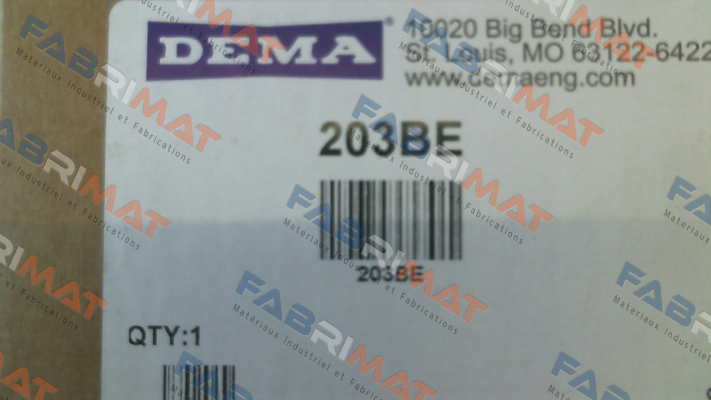 DEMA®
10020 Big Bend Blvd.
St. Louis, MO 63122-6422
www.demaeng.com
203BE
203BE
QTY:1
FABRIMAT
Materiaux Industriel et Fabrications